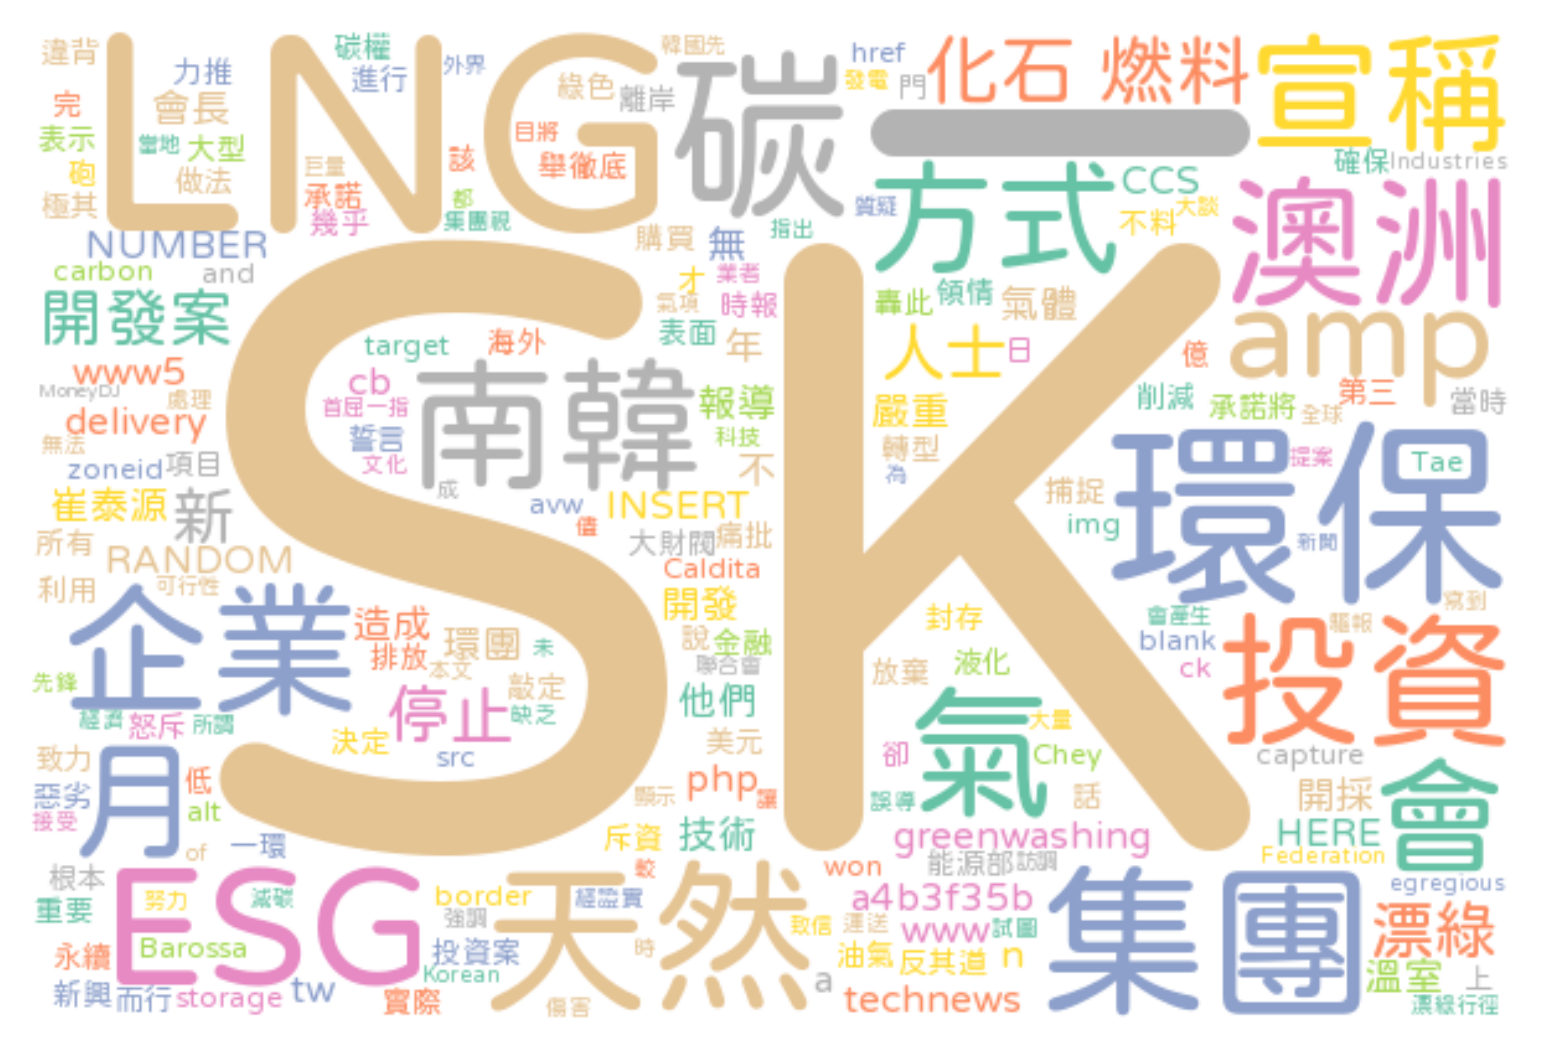 違背
力推
碳權
進行
外界
韓國先
LNG
碳
href
發電
門
化石 燃料
宣稱
完
會長
綠色
離岸
表示
當地
大型
目將
一
砲
做法
巨量
該
舉徹底
確保
Industries
極其
承諾
幾乎
都
集團視
方式
CCS
質疑
不料
大談
澳洲
NUMBER
購買
無
指出
carbon
and
才
業者
開發案
氣項
時報
轟此
傾情
氣體
amp
target
海外
表面
年
人士
日
億
www5
MoneyDJ
處理
cb
首屈一指
南韓
報導
嚴重
削減
承諾將
第三
全球
當時
delivery
誓言
科技
無法
zoneid
項目
文化
成
不
轉型
為
環保
提案
Tae
SK
崔泰源
新
avw
INSERT
值
捕捉
img
新聞
所有
RANDOM
大財閥
痛批
利用
可行性
Caldita
寫到
企業
造成
開發
封存
會產生
驅報
排放
環團
本文
未
說
金融
聯合會
blank
投資
先鋒
停止
敲定
缺乏
他們
放棄
液化
ck
經濟
怒斥
所謂
決定
src
美元
氣
大量
月
卻
Chey
capture
致力
低
php
讓
惡劣
接受
alt
顯示
誤導
話
開採
會
of
一環
斥資
技術
greenwashing
HERE
Federation
根本
較
won
能源部
訪調
egregious
重要
ESG
努力
減碳
border
天然
經證實
a4b3f35b
集團
漂綠
強調
致信
運送
www
試圖
永續
Barossa
投資案
時
油氣
反其道
n
溫室
上
Korean
新興
而行
storage
tw
實際
傷害
a
technews
漂綠行徑